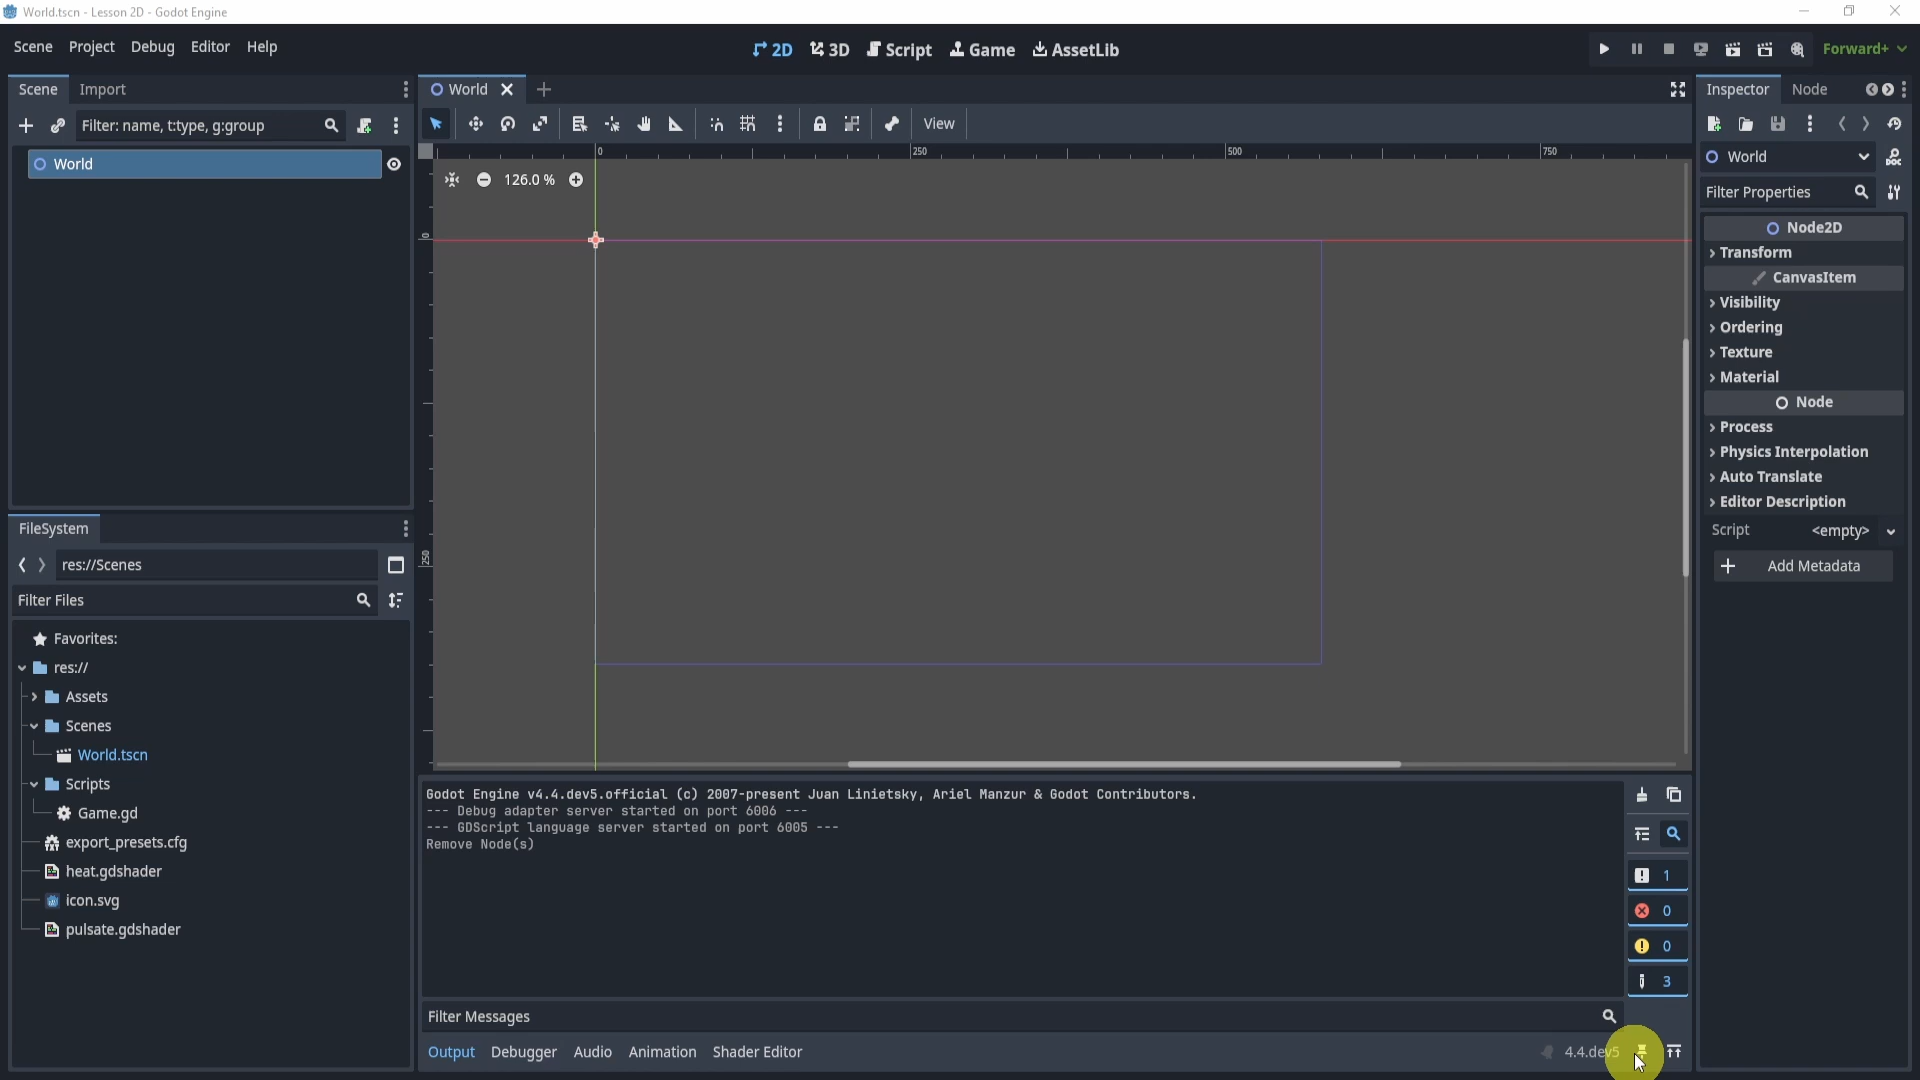 World.tscn - Lesson 2D - Godot Engine
Scene Project Debug Editor Help
2D 3D Script Game AssetLib
Forward+
Scene Import
World
Inspector Node
Filter: name, t:type, g:group
View
World
0 250 500 750
126.0 %
0
250
World
Filter Properties
Node2D
Transform
CanvasItem
Visibility
Ordering
Texture
Material
Node
Process
Physics Interpolation
Auto Translate
Editor Description
Script <empty>
Add Metadata
FileSystem
res://Scenes
Filter Files
Favorites:
res://
Assets
Scenes
World.tscn
Scripts
Game.gd
export_presets.cfg
heat.gdshader
icon.svg
pulsate.gdshader
Godot Engine v4.4.dev5.official (c) 2007-present Juan Linietsky, Ariel Manzur & Godot Contributors.
--- Debug adapter server started on port 6006 ---
--- GDScript language server started on port 6005 ---
Remove Node(s)
1
0
0
3
Filter Messages
Output Debugger Audio Animation Shader Editor
4.4.dev5